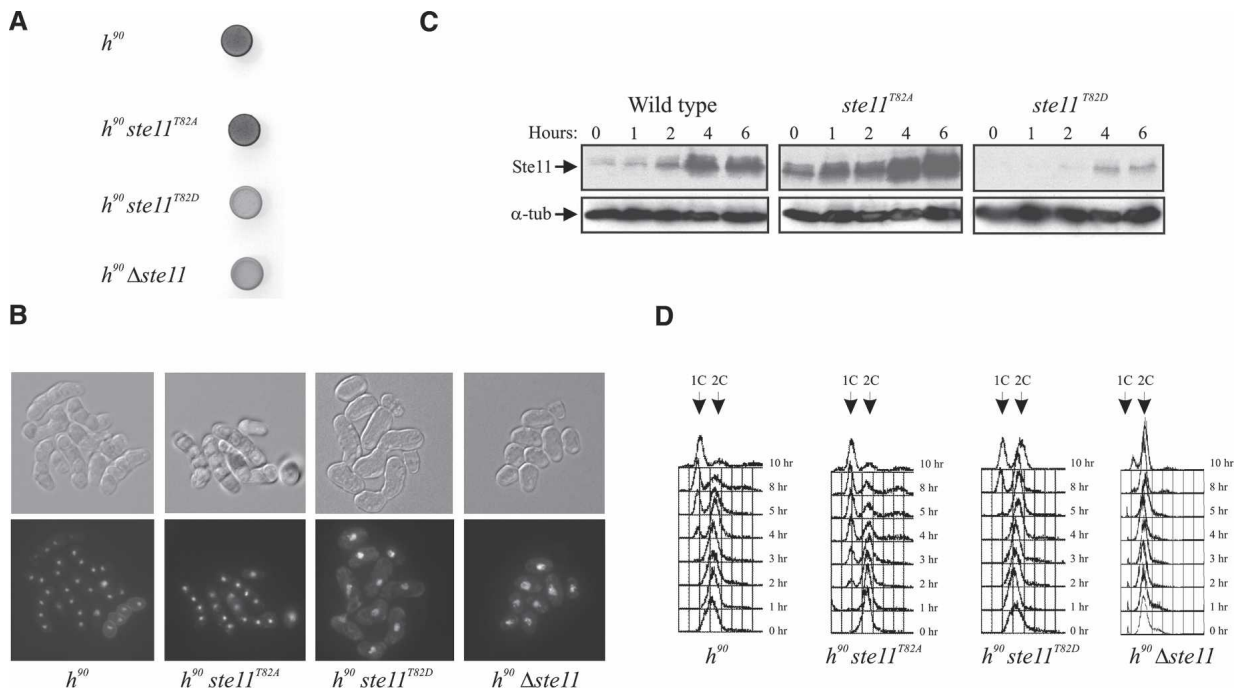 A
h⁹⁰
h⁹⁰ ste11ᵀ⁸²ᴬ
h⁹⁰ ste11ᵀ⁸²ᴰ
h⁹⁰ Δste11
B
h⁹⁰
h⁹⁰ ste11ᵀ⁸²ᴬ
h⁹⁰ ste11ᵀ⁸²ᴰ
h⁹⁰ Δste11
C
Wild type
ste11ᵀ⁸²ᴬ
ste11ᵀ⁸²ᴰ
Hours: 0 1 2 4 6 0 1 2 4 6 0 1 2 4 6
Ste11
α-tub
D
1C 2C
10 hr
8 hr
5 hr
4 hr
3 hr
2 hr
1 hr
0 hr
h⁹⁰
1C 2C
10 hr
8 hr
5 hr
4 hr
3 hr
2 hr
1 hr
0 hr
h⁹⁰ ste11ᵀ⁸²ᴬ
1C 2C
10 hr
8 hr
5 hr
4 hr
3 hr
2 hr
1 hr
0 hr
h⁹⁰ ste11ᵀ⁸²ᴰ
1C 2C
10 hr
8 hr
5 hr
4 hr
3 hr
2 hr
1 hr
0 hr
h⁹⁰ Δste11